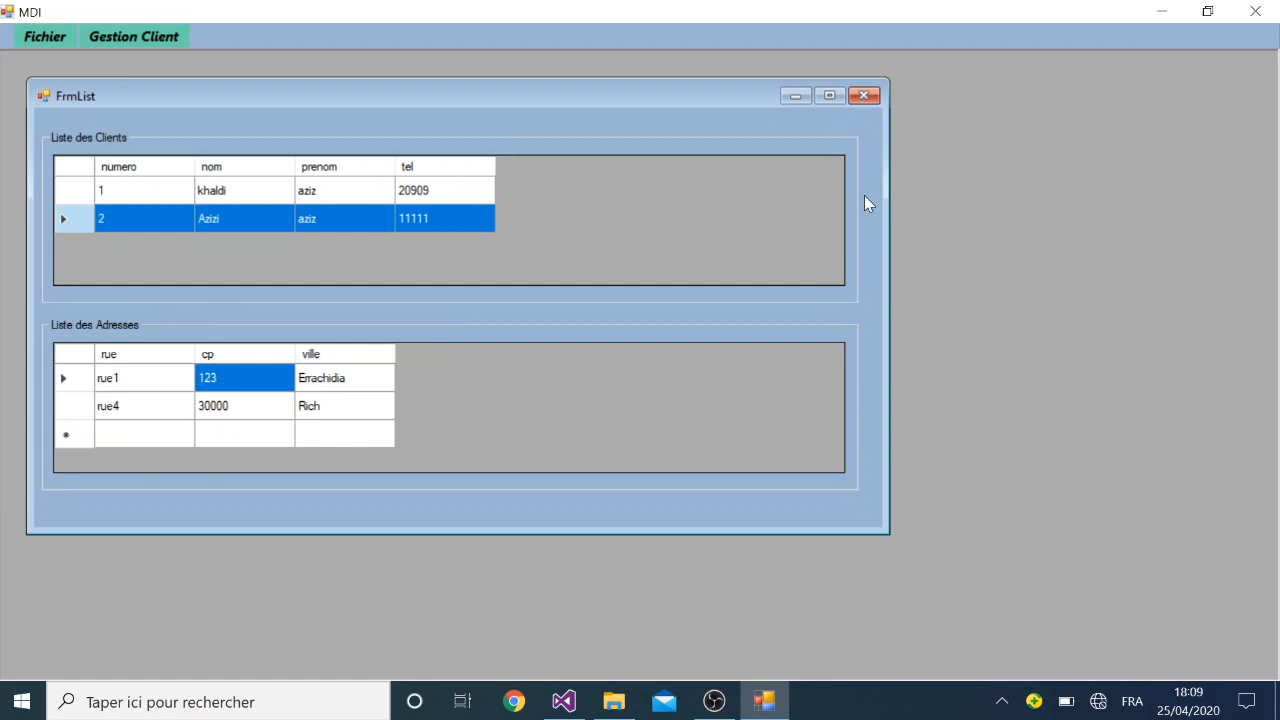 MDI
Fichier Gestion Client
FrmList
Liste des Clients
numero nom prenom tel
1 khaldi aziz 20909
2 Azizi aziz 11111
Liste des Adresses
rue cp ville
rue1 123 Errachidia
rue4 30000 Rich
Taper ici pour rechercher
FRA
18:09
25/04/2020